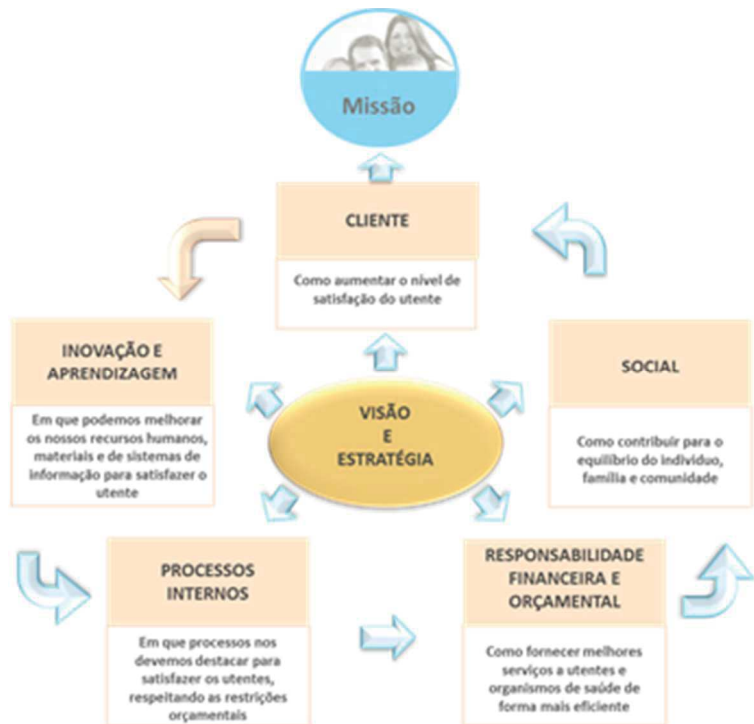 Missão
CLIENTE
Como aumentar o nível de
satisfação do utente
INOVAÇÃO E
APRENDIZAGEM
Em que podemos melhorar
os nossos recursos humanos,
materiais e de sistemas de
informação para satisfazer o
utente
VISÃO
E
ESTRATÉGIA
SOCIAL
Como contribuir para o
equilíbrio do individuo,
família e comunidade
PROCESSOS
INTERNOS
Em que processos nos
devemos destacar para
satisfazer os utentes,
respeitando as restrições
orçamentais
RESPONSABILIDADE
FINANCEIRA E
ORÇAMENTAL
Como fornecer melhores
serviços a utentes e
organismos de saúde de
forma mais eficiente